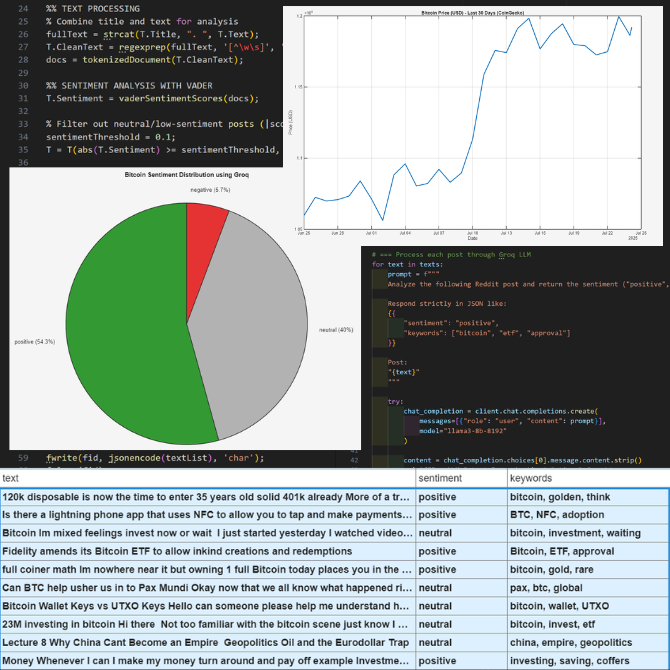 24 %% TEXT PROCESSING
25 % Combine title and text for analysis
26 fullText = strcat(T.Title, ". ", T.Text);
27 T.CleanText = regexprep(fullText, '[^\w\s]', '
28 docs = tokenizedDocument(T.CleanText);
29
30 %% SENTIMENT ANALYSIS WITH VADER
31 T.Sentiment = vaderSentimentScores(docs);
32
33 % Filter out neutral/low-sentiment posts (|sco
34 sentimentThreshold = 0.1;
35 T = T(abs(T.Sentiment) >= sentimentThreshold,
36
Bitcoin Price (USD) - Last 30 Days (CoinGecko)
Price (USD)
1.15
1.1
1.05
Jun 25 Jun 28 Jul 01 Jul 04 Jul 07 Jul 10 Jul 13 Jul 16 Jul 19 Jul 22 Jul 25
Date
2025
Bitcoin Sentiment Distribution using Groq
negative (5.7%)
neutral (40%)
positive (54.3%)
# === Process each post through Groq LLM
for text in texts:
prompt = f"""
Analyze the following Reddit post and return the sentiment ("positive",
Respond strictly in JSON like:
{{
"sentiment": "positive",
"keywords": ["bitcoin", "etf", "approval"]
}}
Post:
"{text}"
"""
try:
chat_completion = client.chat.completions.create(
messages=[{"role": "user", "content": prompt}],
model="llama3-8b-8192"
)
42 content = chat_completion.choices[0].message.content.strip()
59 fwrite(fid, jsonencode(textList), 'char');
text sentiment keywords
120k disposable is now the time to enter 35 years old solid 401k already More of a tr... positive bitcoin, golden, think
Is there a lightning phone app that uses NFC to allow you to tap and make payments... positive BTC, NFC, adoption
Bitcoin Im mixed feelings invest now or wait I just started yesterday I watched video... neutral bitcoin, investment, waiting
Fidelity amends its Bitcoin ETF to allow inkind creations and redemptions positive Bitcoin, ETF, approval
full coiner math Im nowhere near it but owning 1 full Bitcoin today places you in the ... positive bitcoin, gold, rare
Can BTC help usher us in to Pax Mundi Okay now that we all know what happened ri... neutral pax, btc, global
Bitcoin Wallet Keys vs UTXO Keys Hello can someone please help me understand h... neutral bitcoin, wallet, UTXO
23M investing in bitcoin Hi there Not too familiar with the bitcoin scene just know I ... neutral bitcoin, invest, etf
Lecture 8 Why China Cant Become an Empire Geopolitics Oil and the Eurodollar Trap neutral china, empire, geopolitics
Money Whenever I can I make my money turn around and pay off example Investme... positive investing, saving, coffers